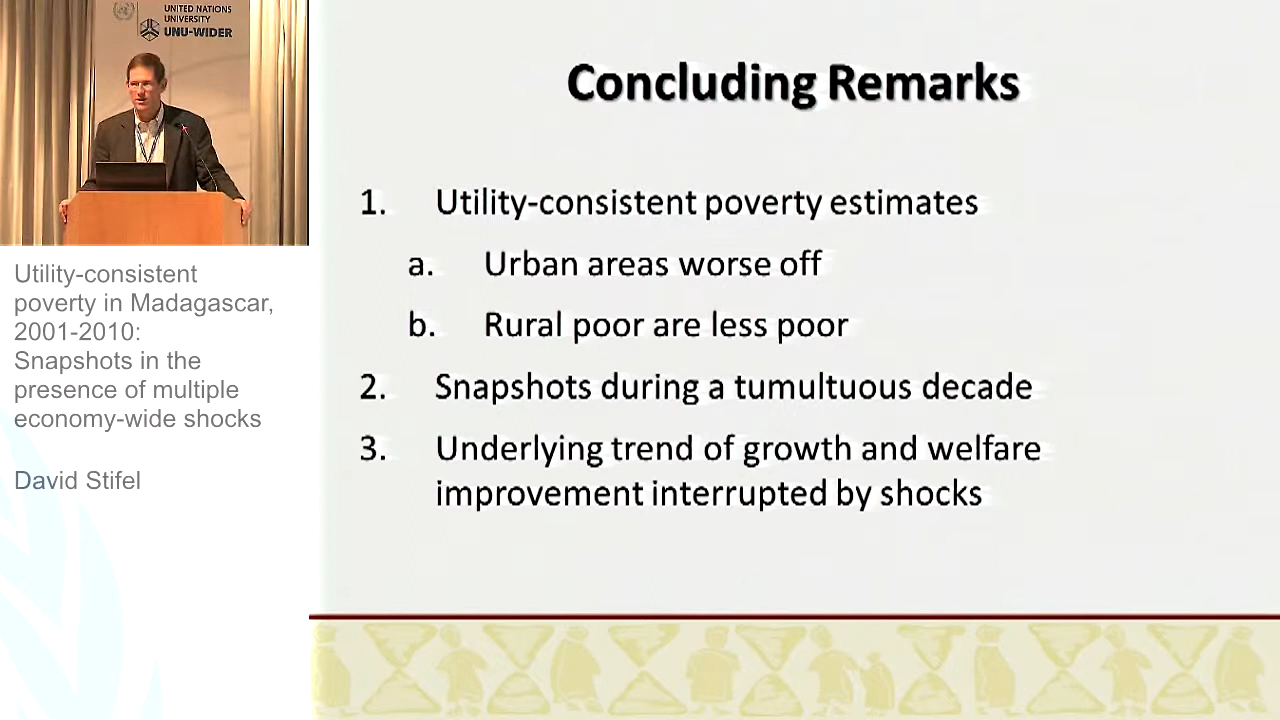 UNITED NATIONS
UNIVERSITY
UNU-WIDER
Utility-consistent
poverty in Madagascar,
2001-2010:
Snapshots in the
presence of multiple
economy-wide shocks
David Stifel
Concluding Remarks
1. Utility-consistent poverty estimates
a. Urban areas worse off
b. Rural poor are less poor
2. Snapshots during a tumultuous decade
3. Underlying trend of growth and welfare
improvement interrupted by shocks